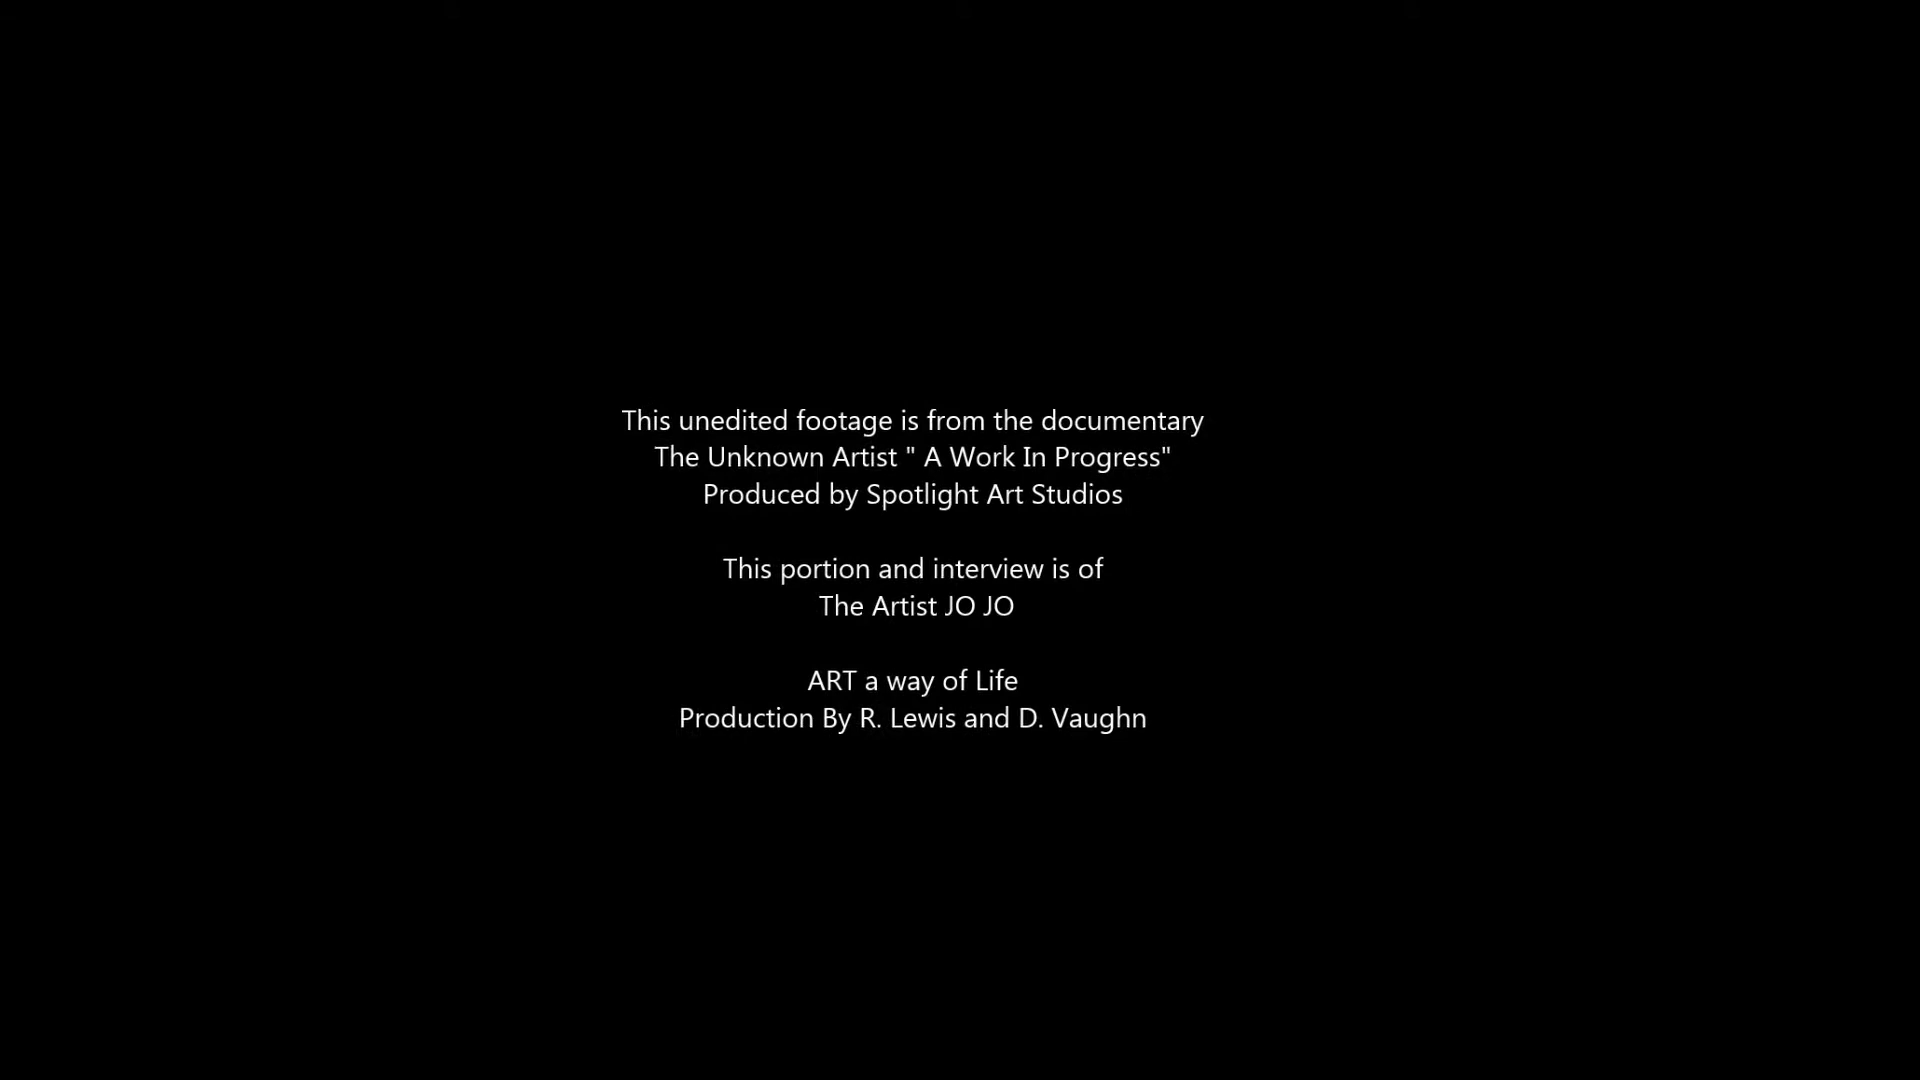 This unedited footage is from the documentary
The Unknown Artist " A Work In Progress"
Produced by Spotlight Art Studios
This portion and interview is of
The Artist JO JO
ART a way of Life
Production By R. Lewis and D. Vaughn